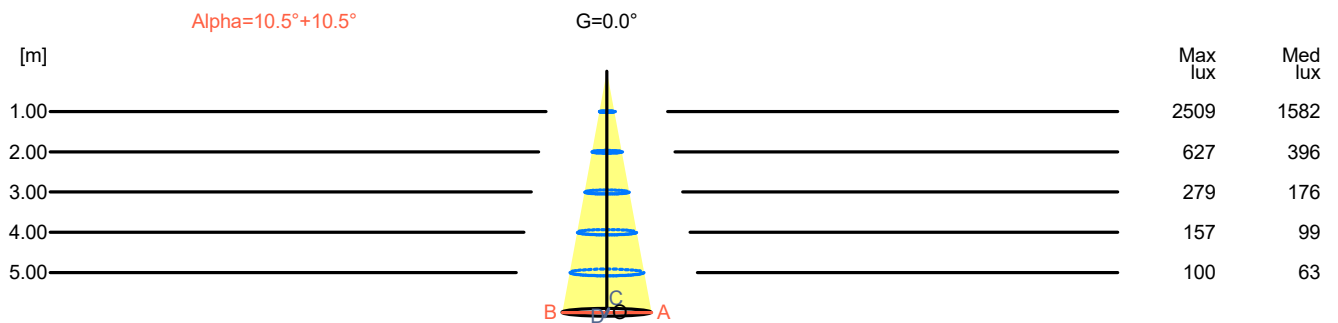 Alpha=10.5°+10.5° G=0.0°
[m] Max lux Med lux
1.00 2509 1582
2.00 627 396
3.00 279 176
4.00 157 99
5.00 100 63
C
B D O A